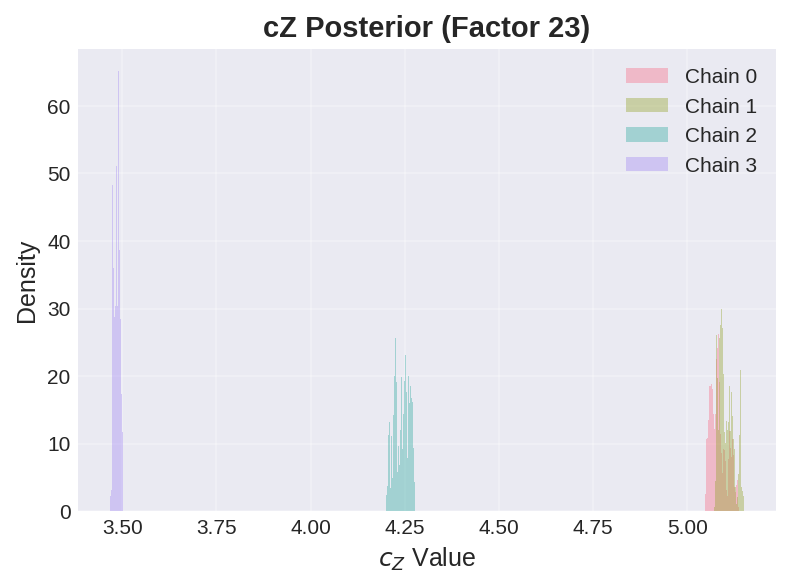 cZ Posterior (Factor 23)
Chain 0
Chain 1
Chain 2
Chain 3
Density
60
50
40
30
20
10
0
3.50 3.75 4.00 4.25 4.50 4.75 5.00
c_Z Value